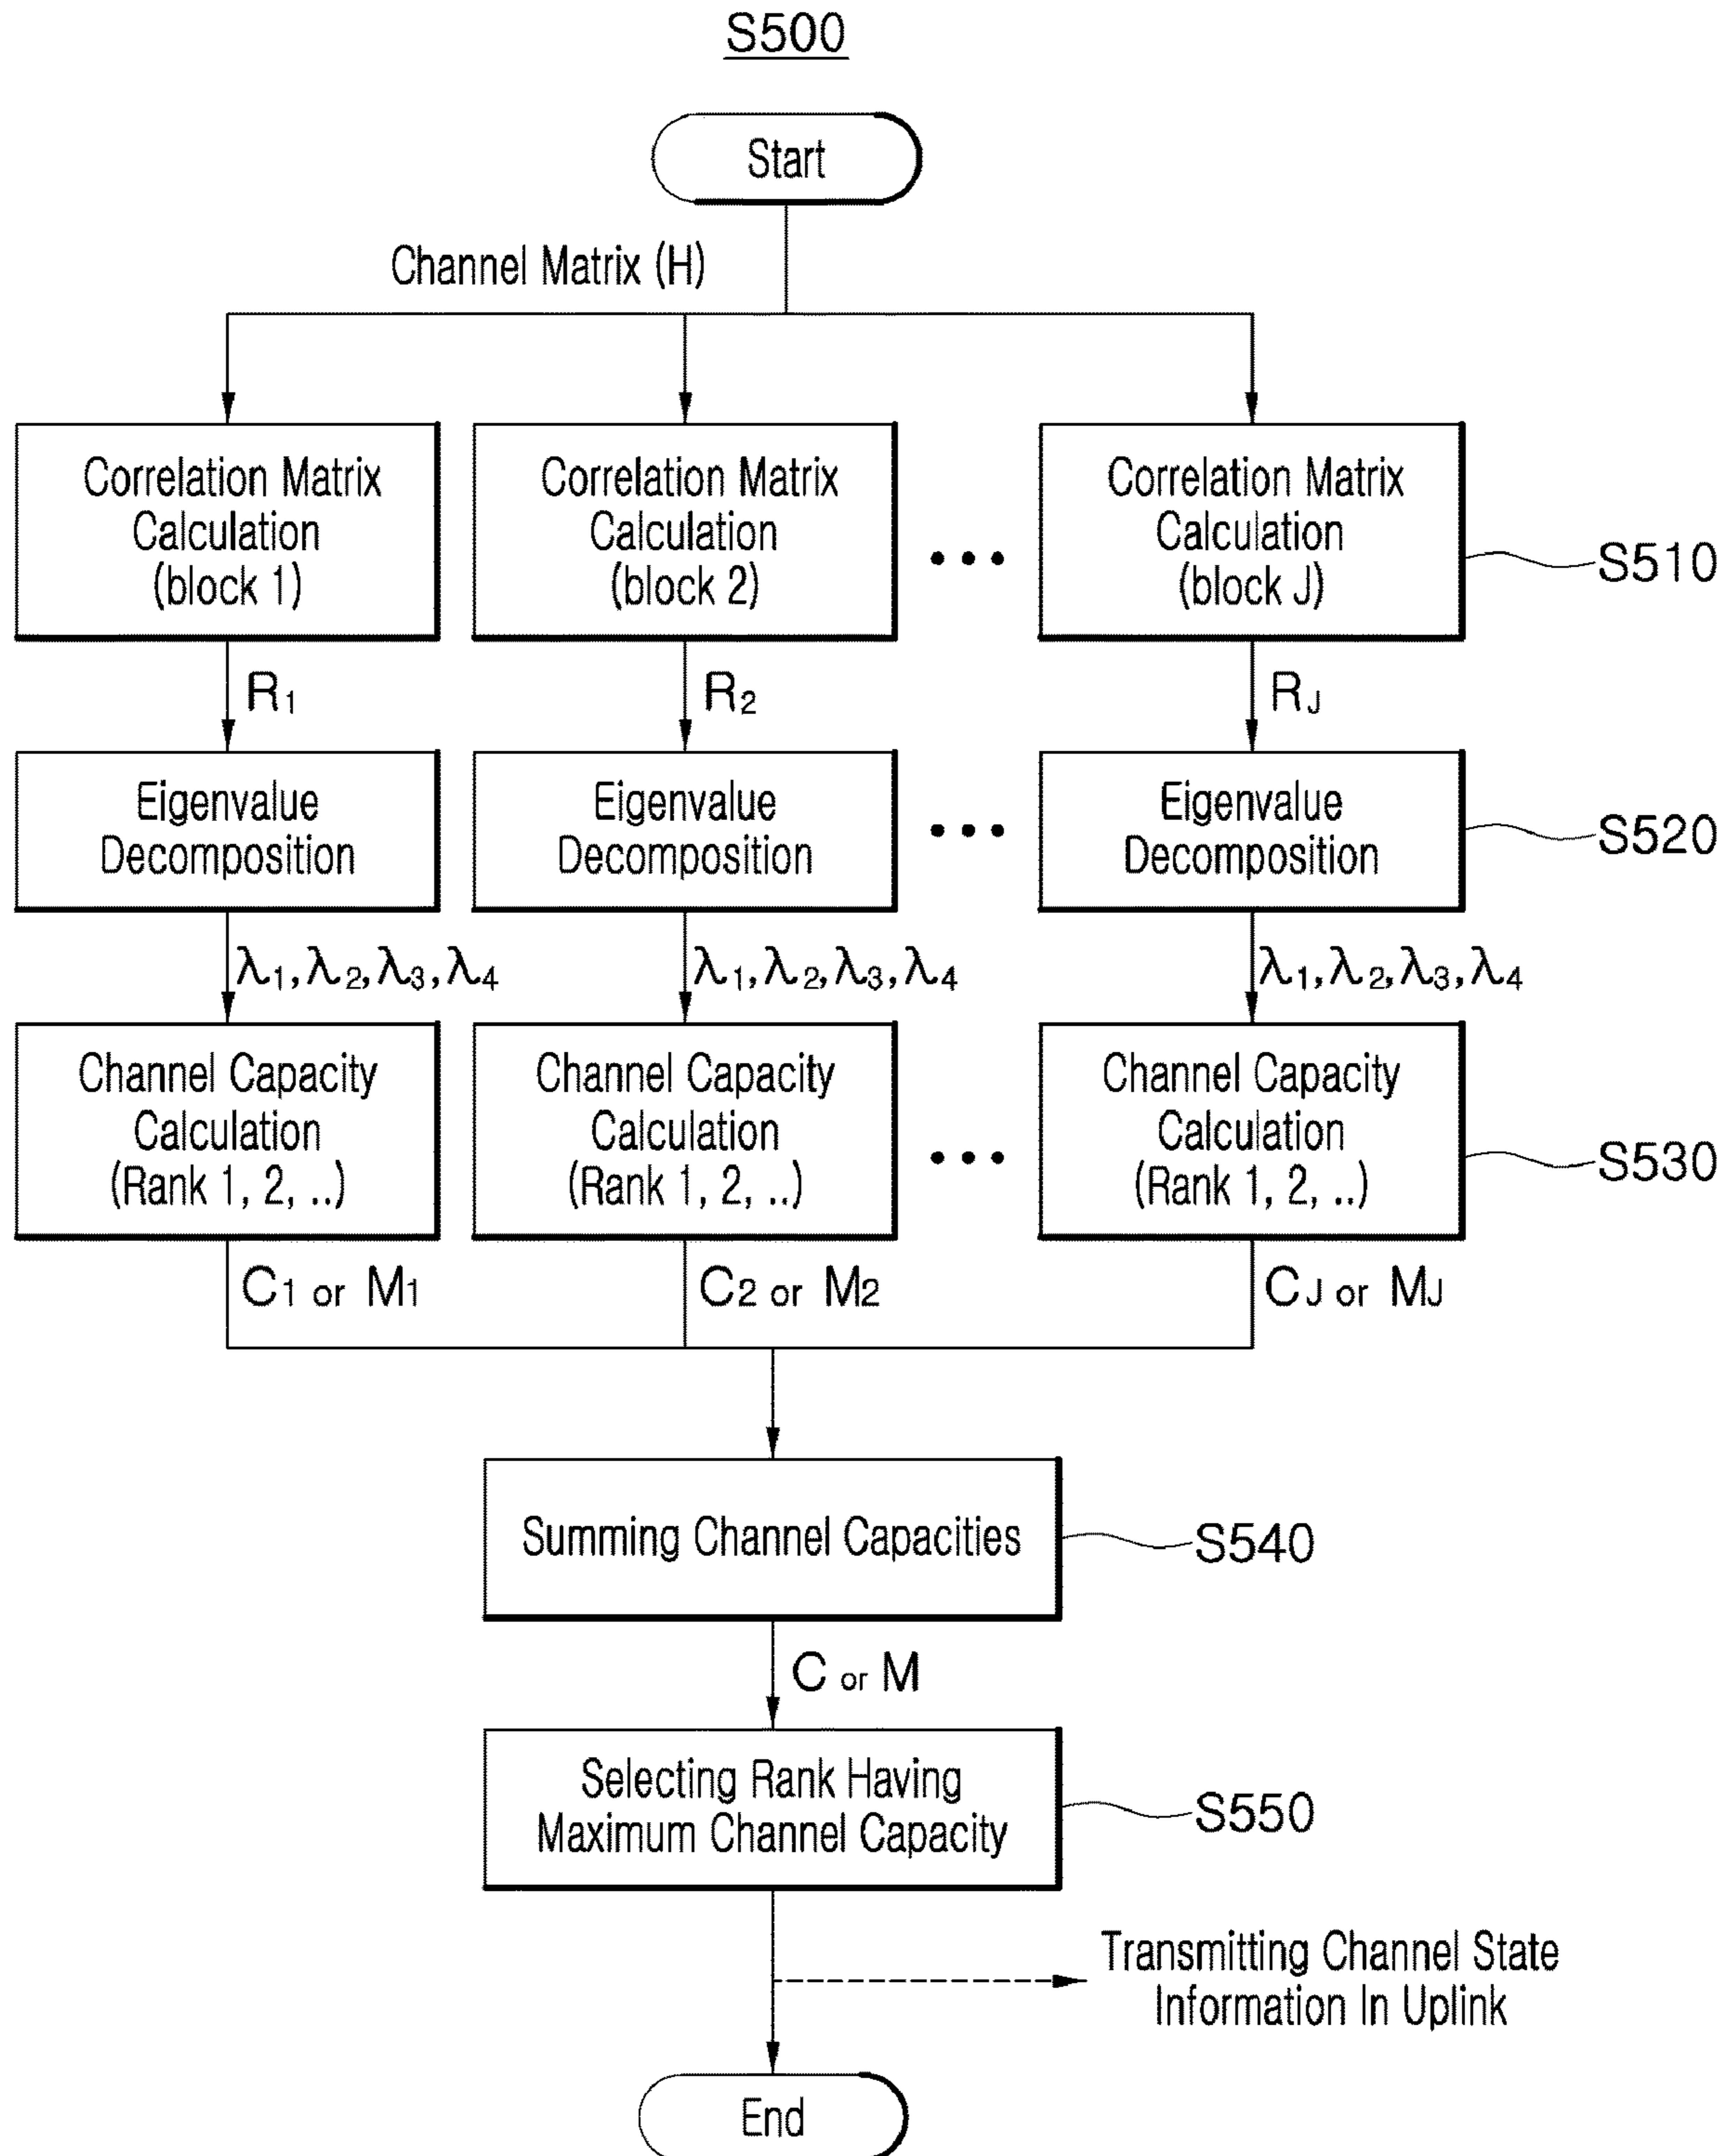 S500
Start
Channel Matrix (H)
Correlation Matrix
Calculation
(block 1)
Correlation Matrix
Calculation
(block 2)
•••
Correlation Matrix
Calculation
(block J)
S510
R1
R2
RJ
Eigenvalue
Decomposition
Eigenvalue
Decomposition
•••
Eigenvalue
Decomposition
S520
λ1, λ2, λ3, λ4
λ1, λ2, λ3, λ4
λ1, λ2, λ3, λ4
Channel Capacity
Calculation
(Rank 1, 2, ..)
Channel Capacity
Calculation
(Rank 1, 2, ..)
•••
Channel Capacity
Calculation
(Rank 1, 2, ..)
S530
C1 or M1
C2 or M2
CJ or MJ
Summing Channel Capacities
S540
C or M
Selecting Rank Having
Maximum Channel Capacity
S550
Transmitting Channel State
Information In Uplink
End